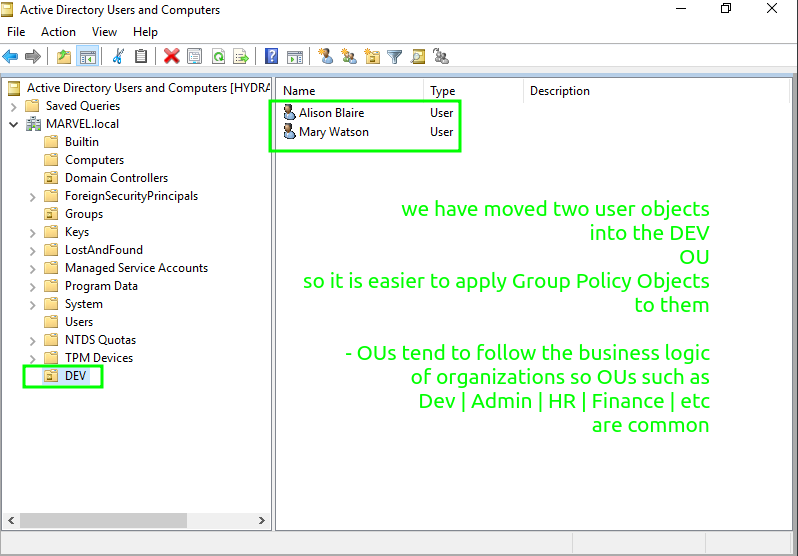 Active Directory Users and Computers
File Action View Help
Active Directory Users and Computers [HYDRA
Saved Queries
MARVEL.local
Builtin
Computers
Domain Controllers
ForeignSecurityPrincipals
Groups
Keys
LostAndFound
Managed Service Accounts
Program Data
System
Users
NTDS Quotas
TPM Devices
DEV
Name Type Description
Alison Blaire User
Mary Watson User
we have moved two user objects
into the DEV
OU
so it is easier to apply Group Policy Objects
to them
- OUs tend to follow the business logic
of organizations so OUs such as
Dev | Admin | HR | Finance | etc
are common